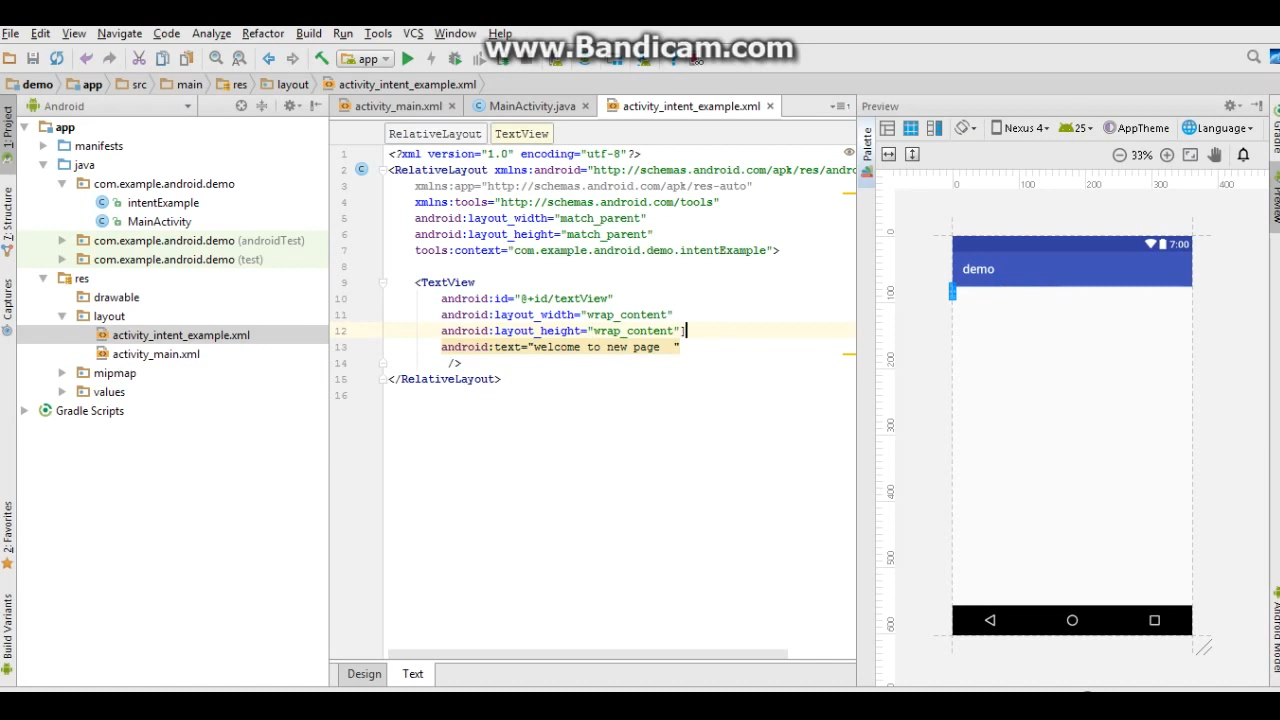 File Edit View Navigate Code Analyze Refactor Build Run Tools VCS Window Help
www.Bandicam.com
app
demo app src main res layout activity_intent_example.xml
Android
activity_main.xml MainActivity.java activity_intent_example.xml
Preview
1: Project
7: Structure
Captures
2: Favorites
Build Variants
app
manifests
java
com.example.android.demo
intentExample
MainActivity
com.example.android.demo (androidTest)
com.example.android.demo (test)
res
drawable
layout
activity_intent_example.xml
activity_main.xml
mipmap
values
Gradle Scripts
RelativeLayout TextView
1 <?xml version="1.0" encoding="utf-8"?>
2 <RelativeLayout xmlns:android="http://schemas.android.com/apk/res/andro
3 xmlns:app="http://schemas.android.com/apk/res-auto"
4 xmlns:tools="http://schemas.android.com/tools"
5 android:layout_width="match_parent"
6 android:layout_height="match_parent"
7 tools:context="com.example.android.demo.intentExample">
8
9 <TextView
10 android:id="@+id/textView"
11 android:layout_width="wrap_content"
12 android:layout_height="wrap_content"
13 android:text="welcome to new page  "
14 />
15 </RelativeLayout>
16
Design Text
Palette
Nexus 4 25 AppTheme Language
33%
0 100 200 300 400
0
100
200
300
400
500
600
7:00
demo
Gradle
Preview
Android Model